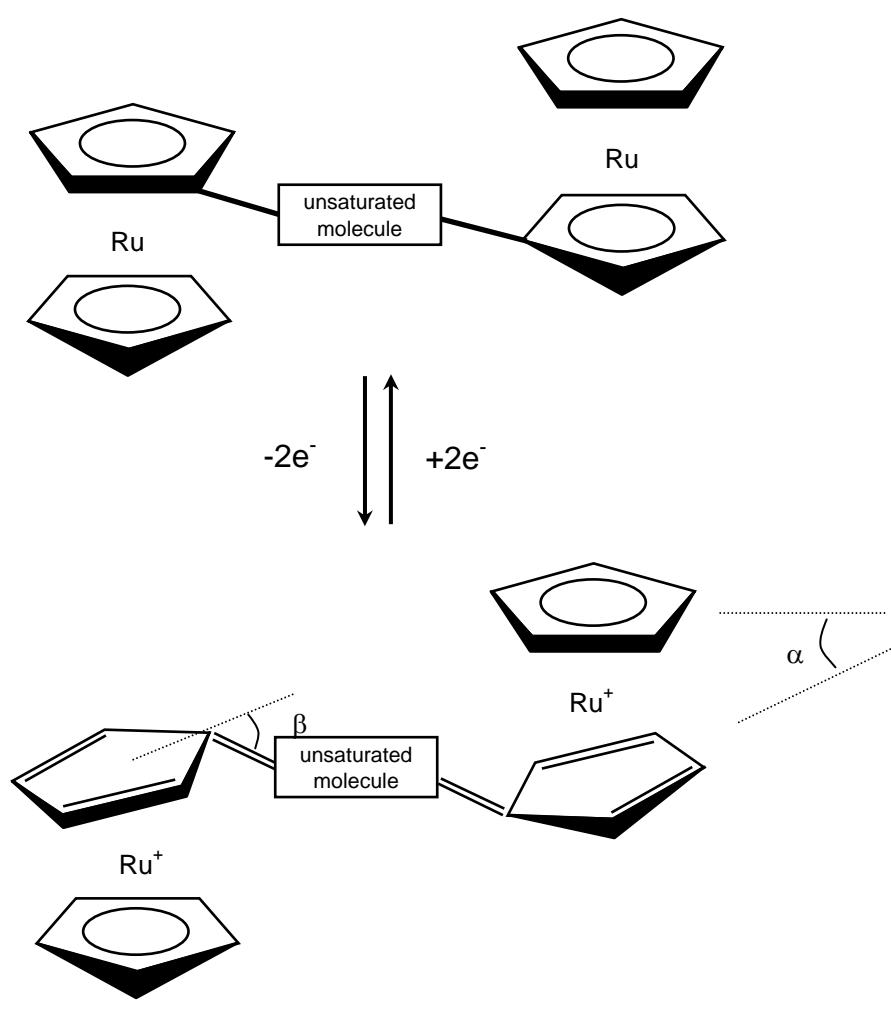 Ru
unsaturated
molecule
Ru
-2e⁻
+2e⁻
α
Ru⁺
β
unsaturated
molecule
Ru⁺